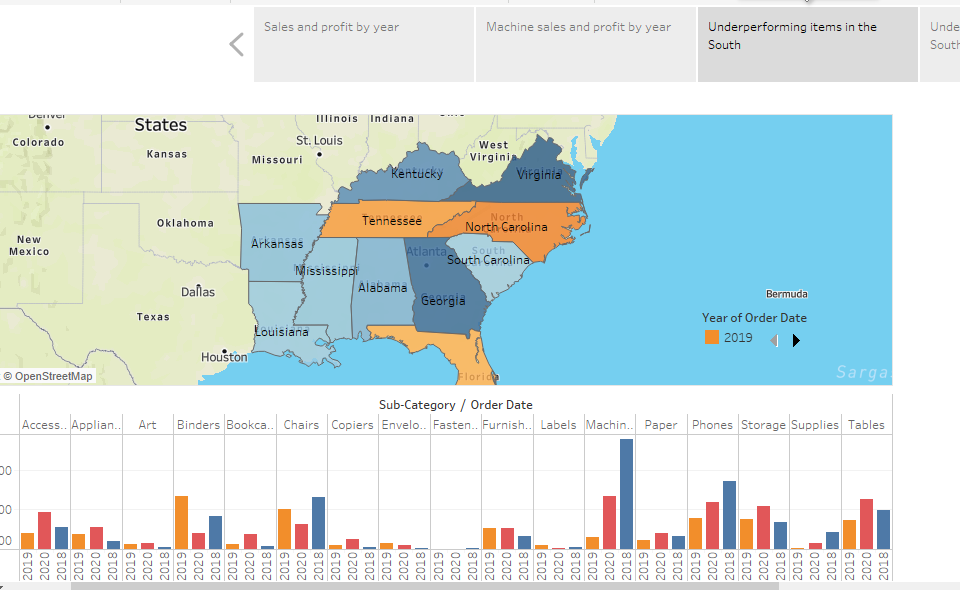 Sales and profit by year
Machine sales and profit by year
Underperforming items in the
South
Unde
South
Denver
Colorado
States
Kansas
Illinois
Indiana
St. Louis
Missouri
West
Virginia
Kentucky
Virginia
Oklahoma
Tennessee
North
North Carolina
New
Mexico
Arkansas
Atlanta
South
South Carolina
Mississippi
Alabama
Georgia
Dallas
Texas
Louisiana
Houston
Florida
Bermuda
Year of Order Date
2019
Sarga
© OpenStreetMap
Sub-Category / Order Date
Access.. Applian.. Art Binders Bookca.. Chairs Copiers Envelo.. Fasten.. Furnish.. Labels Machin.. Paper Phones Storage Supplies Tables
00
00
00
2019 2020 2018 2019 2020 2018 2019 2020 2018 2019 2020 2018 2019 2020 2018 2019 2020 2018 2019 2020 2018 2019 2020 2018 2019 2020 2018 2019 2020 2018 2019 2020 2018 2019 2020 2018 2019 2020 2018 2019 2020 2018 2019 2020 2018 2019 2020 2018 2019 2020 2018